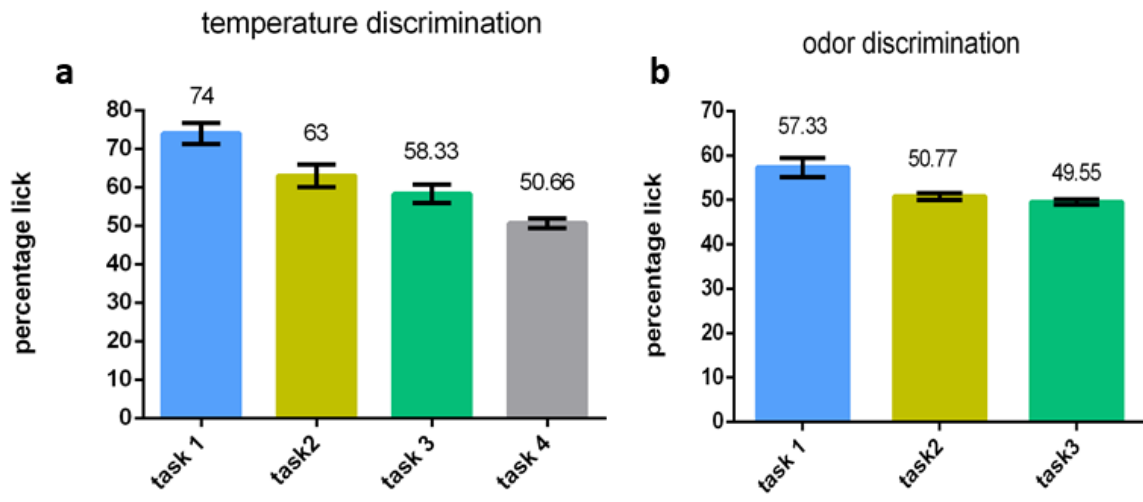 temperature discrimination
a
percentage lick
80
70
60
50
40
30
20
10
0
74
63
58.33
50.66
task 1
task2
task 3
task 4
odor discrimination
b
percentage lick
70
60
50
40
30
20
10
0
57.33
50.77
49.55
task 1
task2
task3